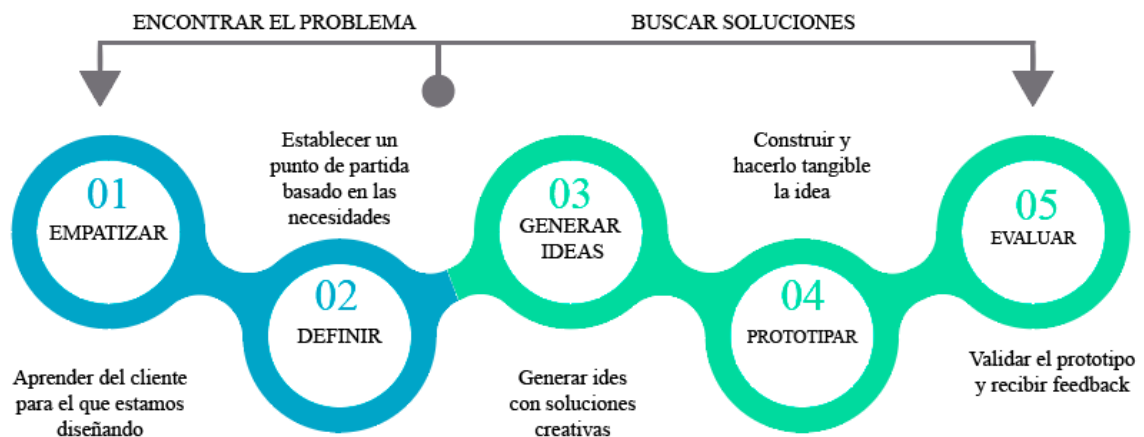 ENCONTRAR EL PROBLEMA
BUSCAR SOLUCIONES
01
EMPATIZAR
Aprender del cliente
para el que estamos
diseñando
Establecer un
punto de partida
basado en las
necesidades
02
DEFINIR
03
GENERAR
IDEAS
Generar ides
con soluciones
creativas
Construir y
hacerlo tangible
la idea
04
PROTOTIPAR
05
EVALUAR
Validar el prototipo
y recibir feedback